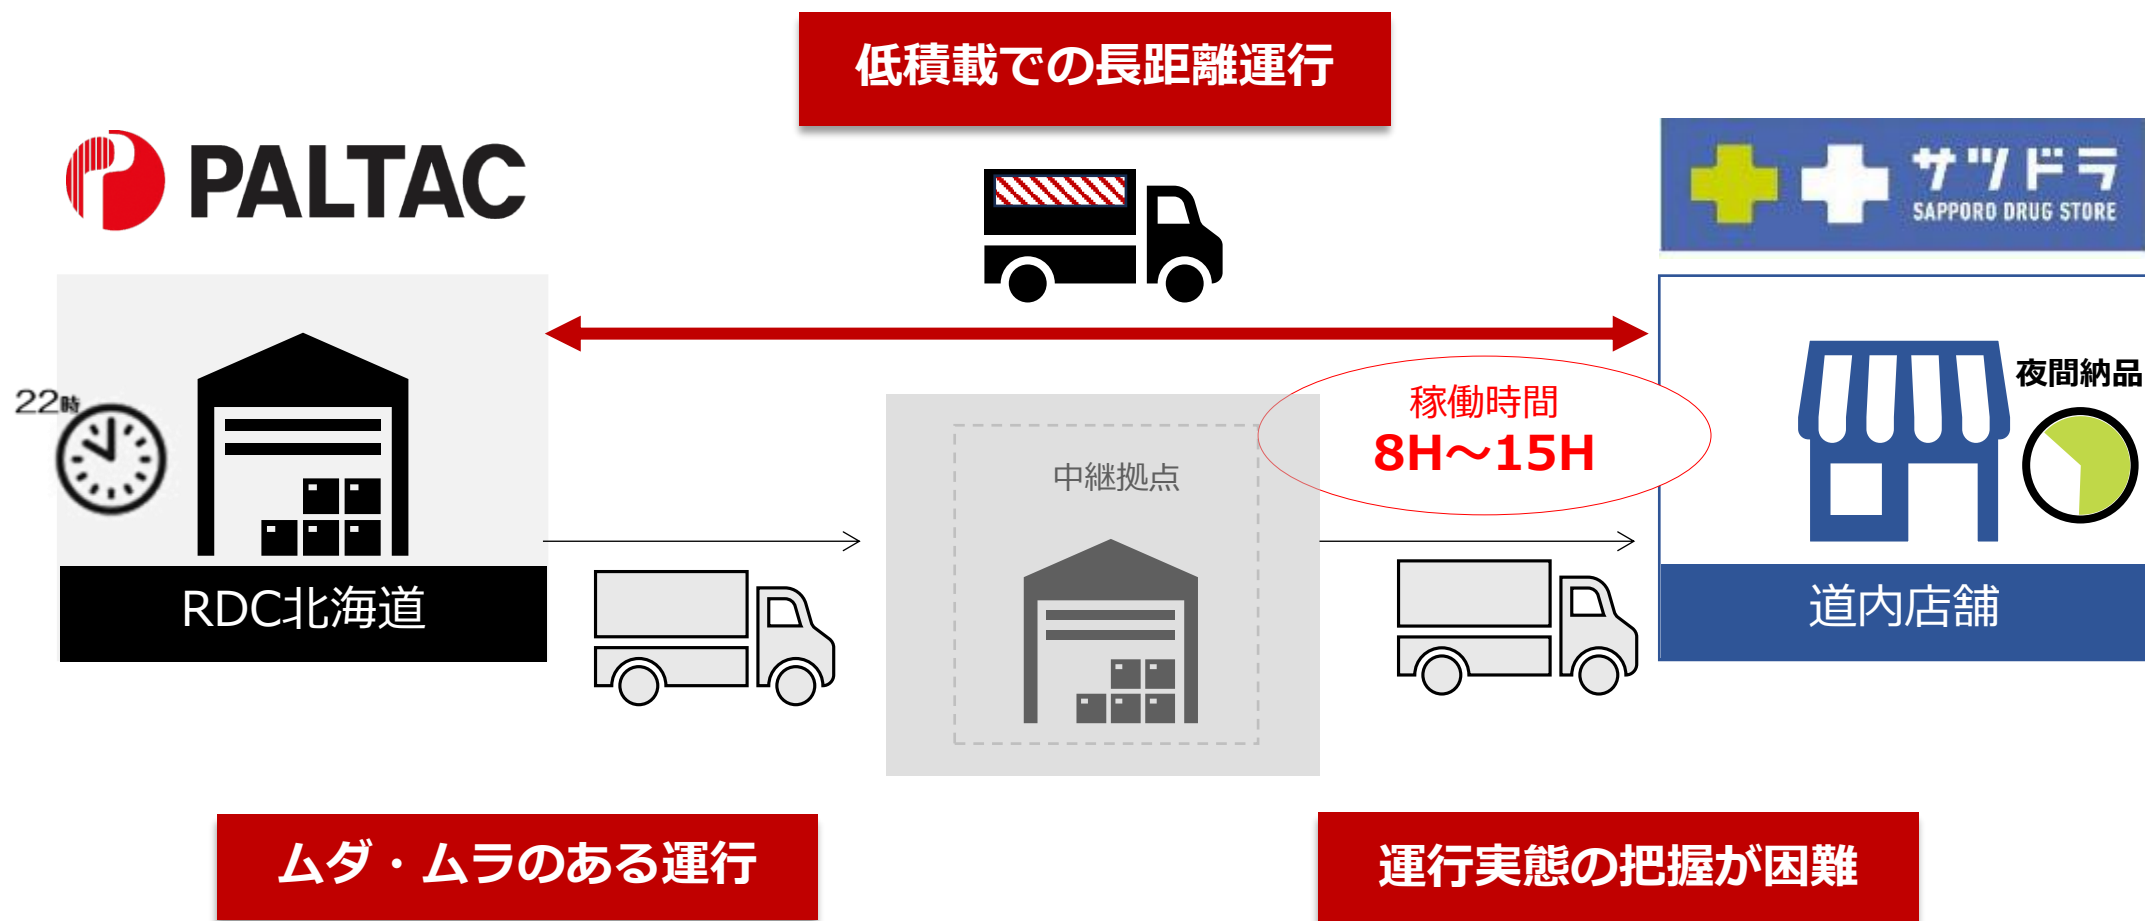 低積載での長距離運行
PALTAC
サツドラ
SAPPORO DRUG STORE
22時
稼働時間
8H～15H
夜間納品
中継拠点
RDC北海道
道内店舗
ムダ・ムラのある運行
運行実態の把握が困難